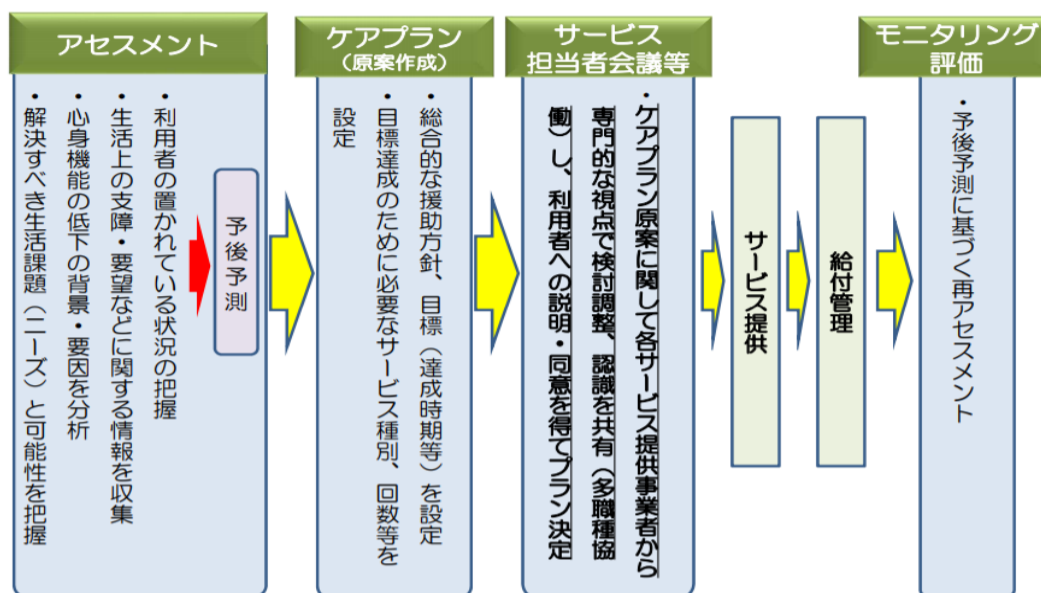 アセスメント
・利用者の置かれている状況の把握
・生活上の支障・要望などに関する情報を収集
・心身機能の低下の背景・要因を分析
・解決すべき生活課題（ニーズ）と可能性を把握
予後予測
ケアプラン
（原案作成）
・総合的な援助方針、目標（達成時期等）を設定
・目標達成のために必要なサービス種別、回数等を
設定
サービス
担当者会議等
・ケアプラン原案に関して各サービス提供事業者から
専門的な視点で検討調整、認識を共有（多職種協
働）し、利用者への説明・同意を得てプラン決定
サービス提供
給付管理
モニタリング
評価
・予後予測に基づく再アセスメント